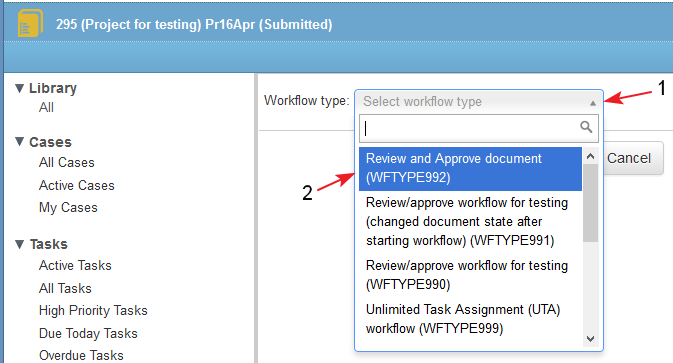 295 (Project for testing) Pr16Apr (Submitted)
Library
All
Cases
All Cases
Active Cases
My Cases
Tasks
Active Tasks
All Tasks
High Priority Tasks
Due Today Tasks
Overdue Tasks
Workflow type:
Select workflow type
1
Cancel
2
Review and Approve document
(WFTYPE992)
Review/approve workflow for testing
(changed document state after
starting workflow) (WFTYPE991)
Review/approve workflow for testing
(WFTYPE990)
Unlimited Task Assignment (UTA)
workflow (WFTYPE999)